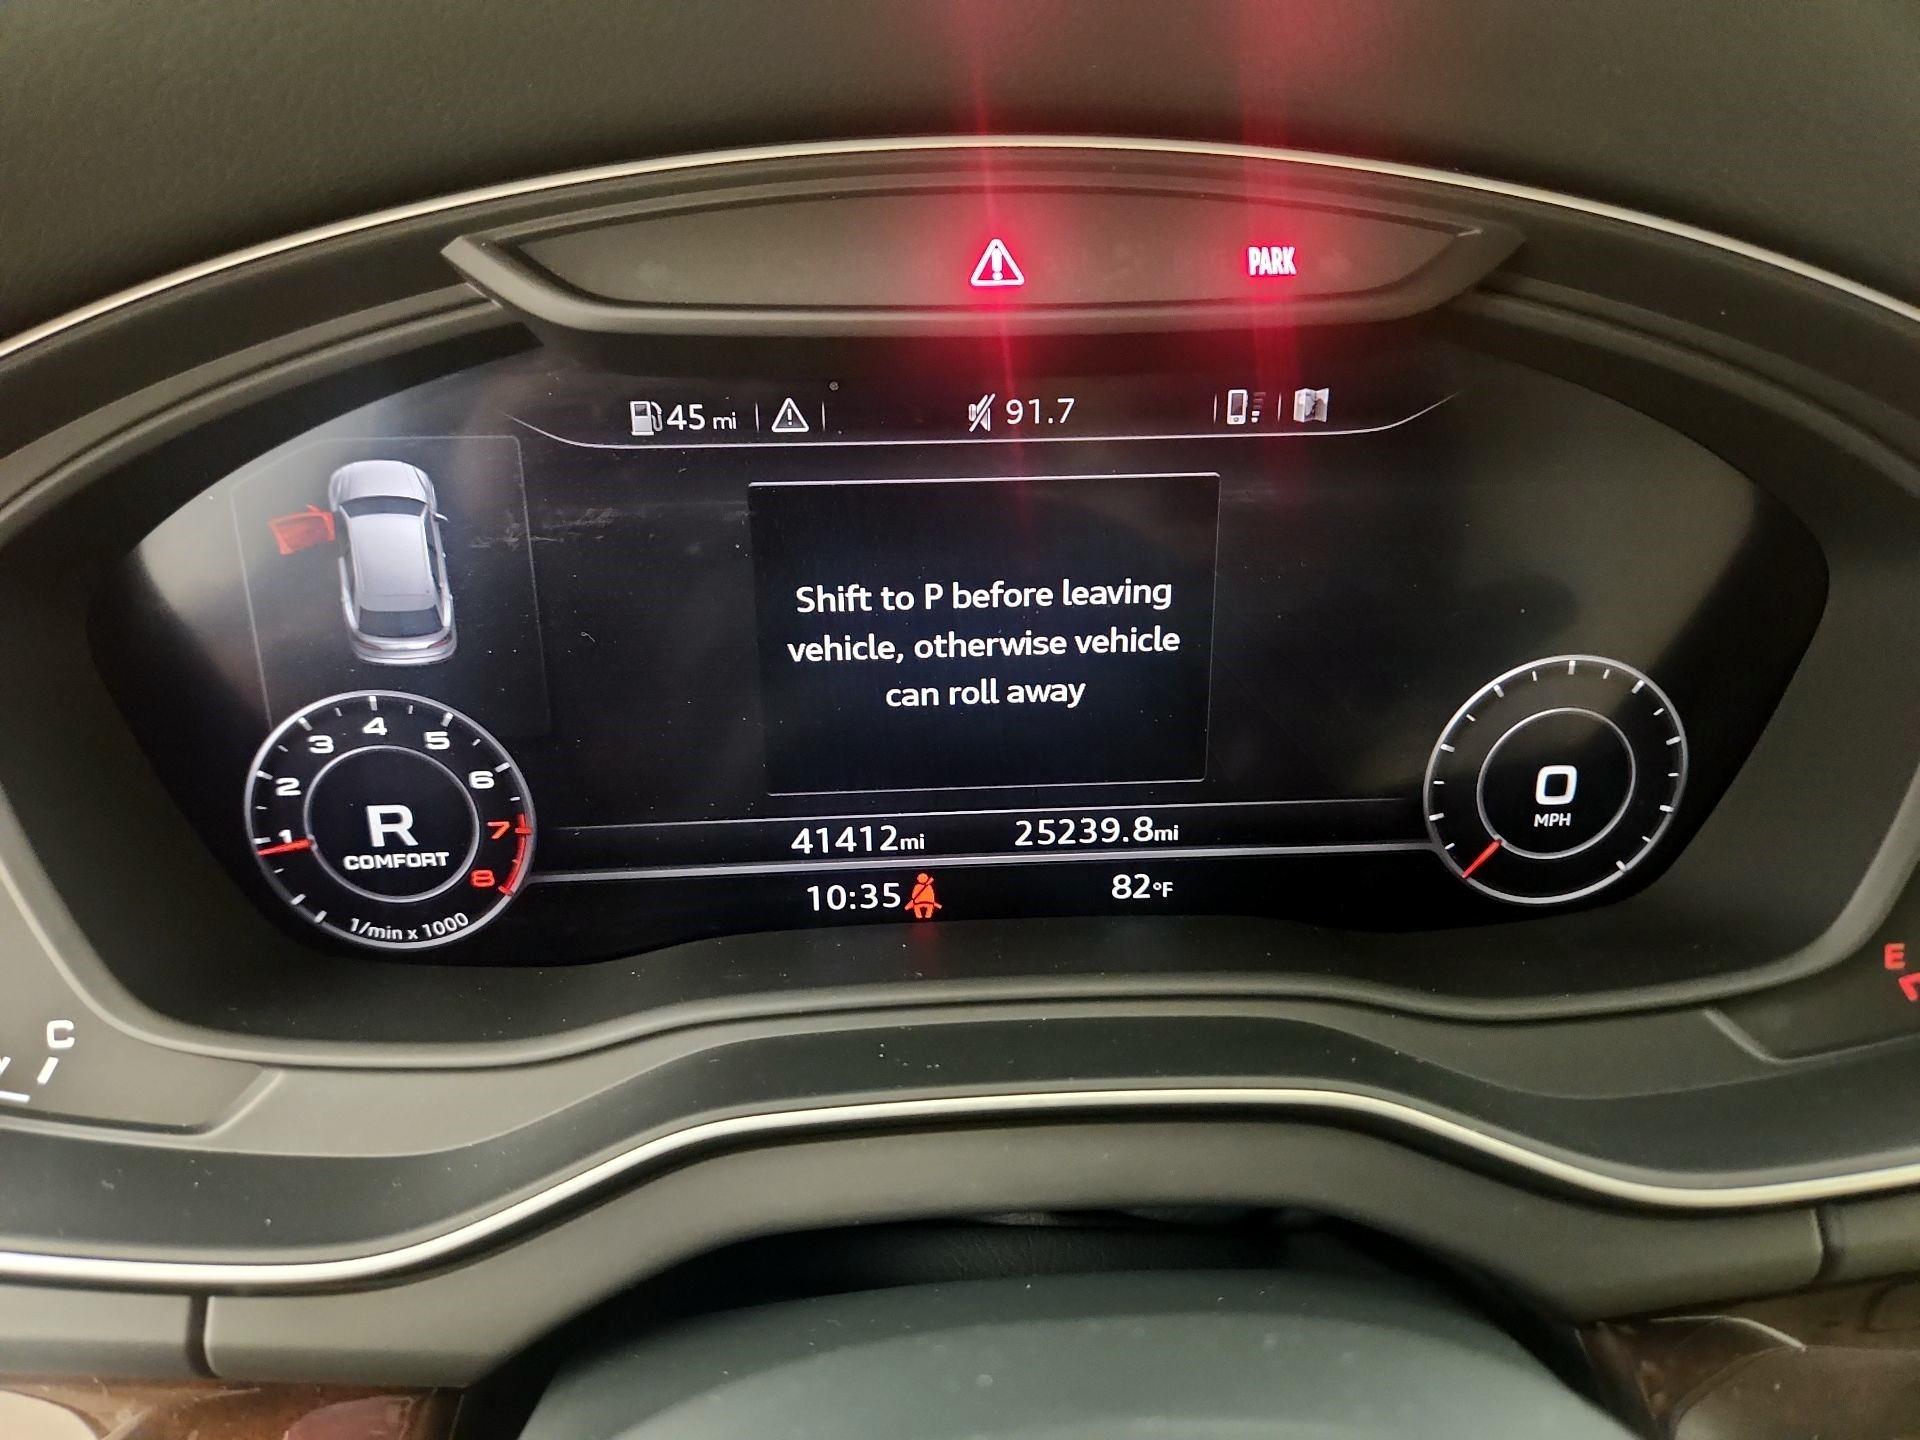 PARK
45 mi
91.7
Shift to P before leaving
vehicle, otherwise vehicle
can roll away
1 2 3 4 5 6 7 8
R
COMFORT
1/min x 1000
0
MPH
41412mi 25239.8mi
10:35 82°F
C
E